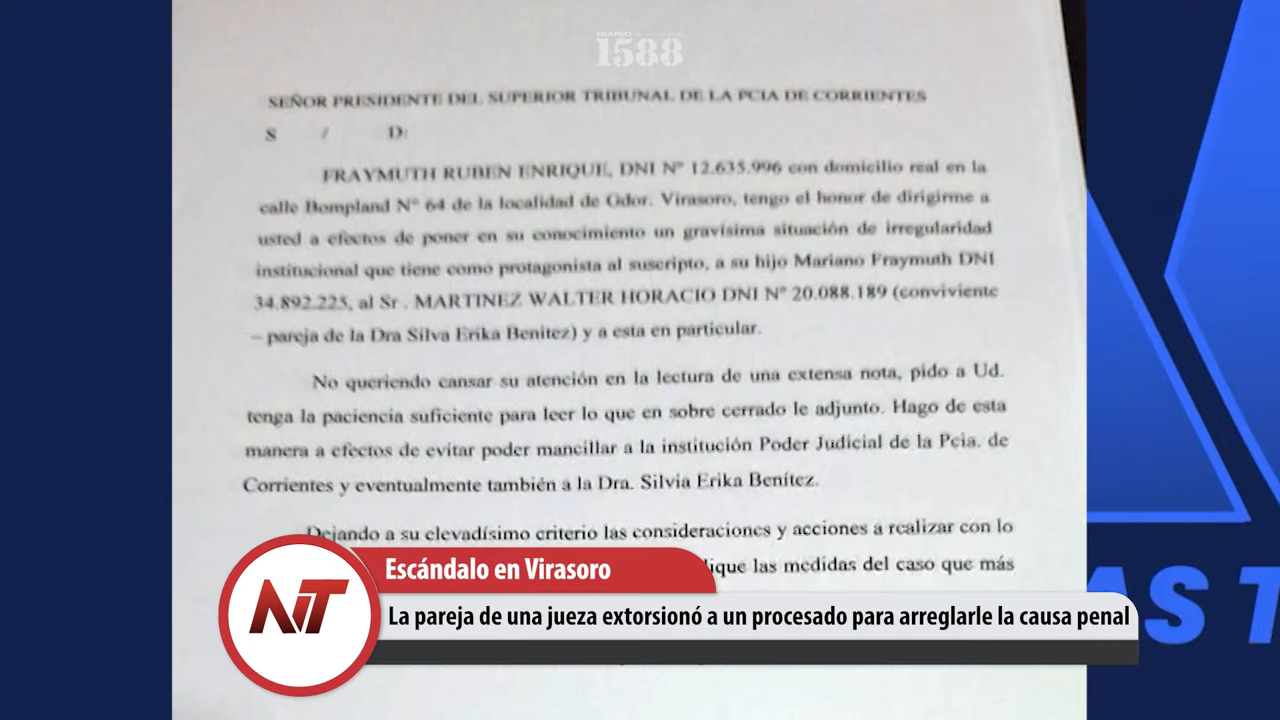 DIARIO
1588
SEÑOR PRESIDENTE DEL SUPERIOR TRIBUNAL DE LA PCIA DE CORRIENTES
S / D:
FRAYMUTH RUBEN ENRIQUE, DNI Nº 12.635.996 con domicilio real en la
calle Bompland Nº 64 de la localidad de Gdor. Virasoro, tengo el honor de dirigirme a
usted a efectos de poner en su conocimiento un gravísima situación de irregularidad
institucional que tiene como protagonista al suscripto, a su hijo Mariano Fraymuth DNI
34.892.225, al Sr . MARTINEZ WALTER HORACIO DNI Nº 20.088.189 (conviviente
– pareja de la Dra Silva Erika Benitez) y a esta en particular.
No queriendo cansar su atención en la lectura de una extensa nota, pido a Ud.
tenga la paciencia suficiente para leer lo que en sobre cerrado le adjunto. Hago de esta
manera a efectos de evitar poder mancillar a la institución Poder Judicial de la Pcia. de
Corrientes y eventualmente también a la Dra. Silvia Erika Benítez.
Dejando a su elevadísimo criterio las consideraciones y acciones a realizar con lo
las medidas del caso que más
Escándalo en Virasoro
NT
La pareja de una jueza extorsionó a un procesado para arreglarle la causa penal
AS T